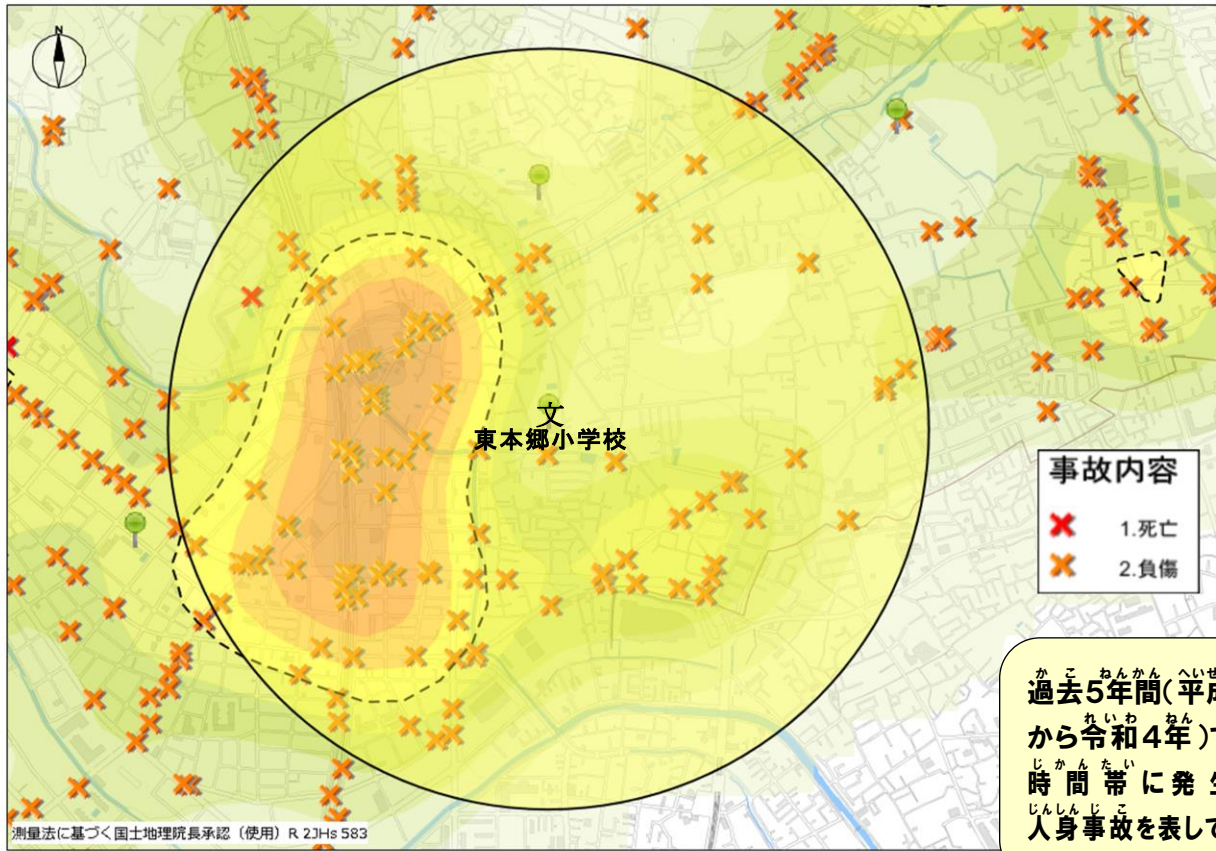 N
文
東本郷小学校
事故内容
1.死亡
2.負傷
過去5年間(平成
から令和4年)で
時間帯に発生
人身事故を表して
測量法に基づく国土地理院長承認(使用)R 2JHs 583